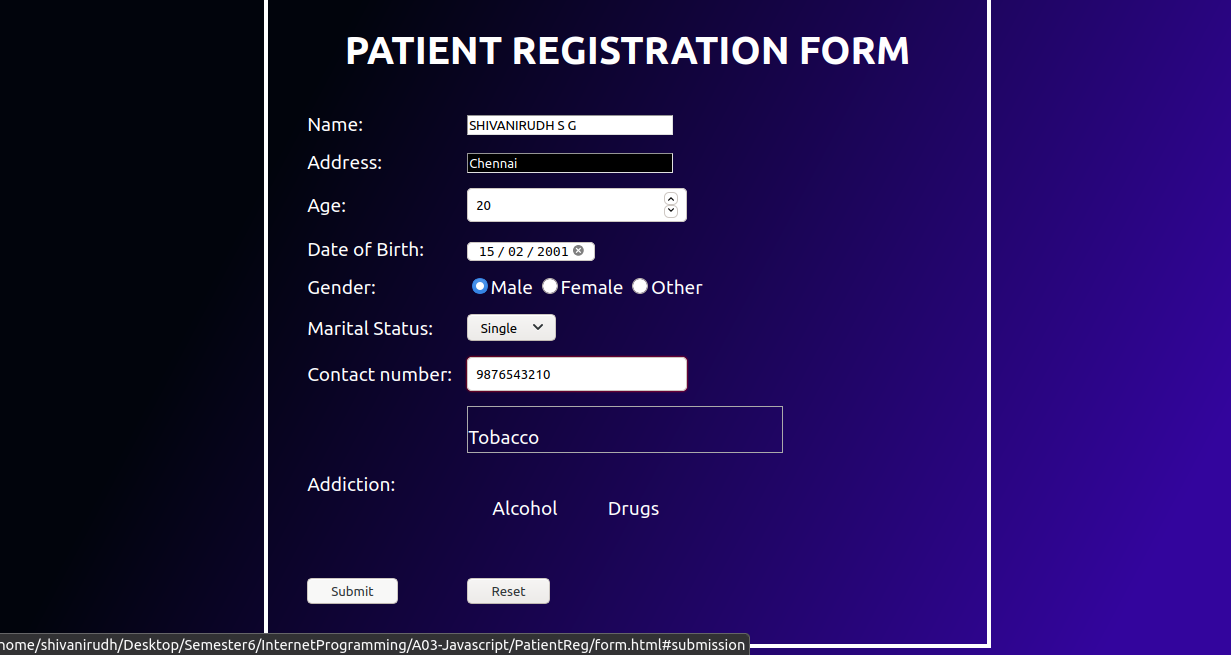 PATIENT REGISTRATION FORM
Name: SHIVANIRUDH S G
Address: Chennai
Age: 20
Date of Birth: 15 / 02 / 2001
Gender: Male Female Other
Marital Status: Single
Contact number: 9876543210
Tobacco
Addiction:
Alcohol Drugs
Submit Reset
home/shivanirudh/Desktop/Semester6/InternetProgramming/A03-Javascript/PatientReg/form.html#submission